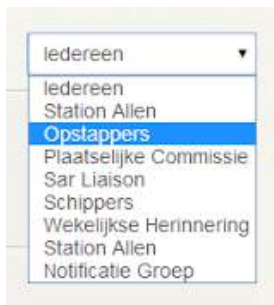 Iedereen
Iedereen
Station Allen
Opstappers
Plaatselijke Commissie
Sar Liaison
Schippers
Wekelijkse Herinnering
Station Allen
Notificatie Groep